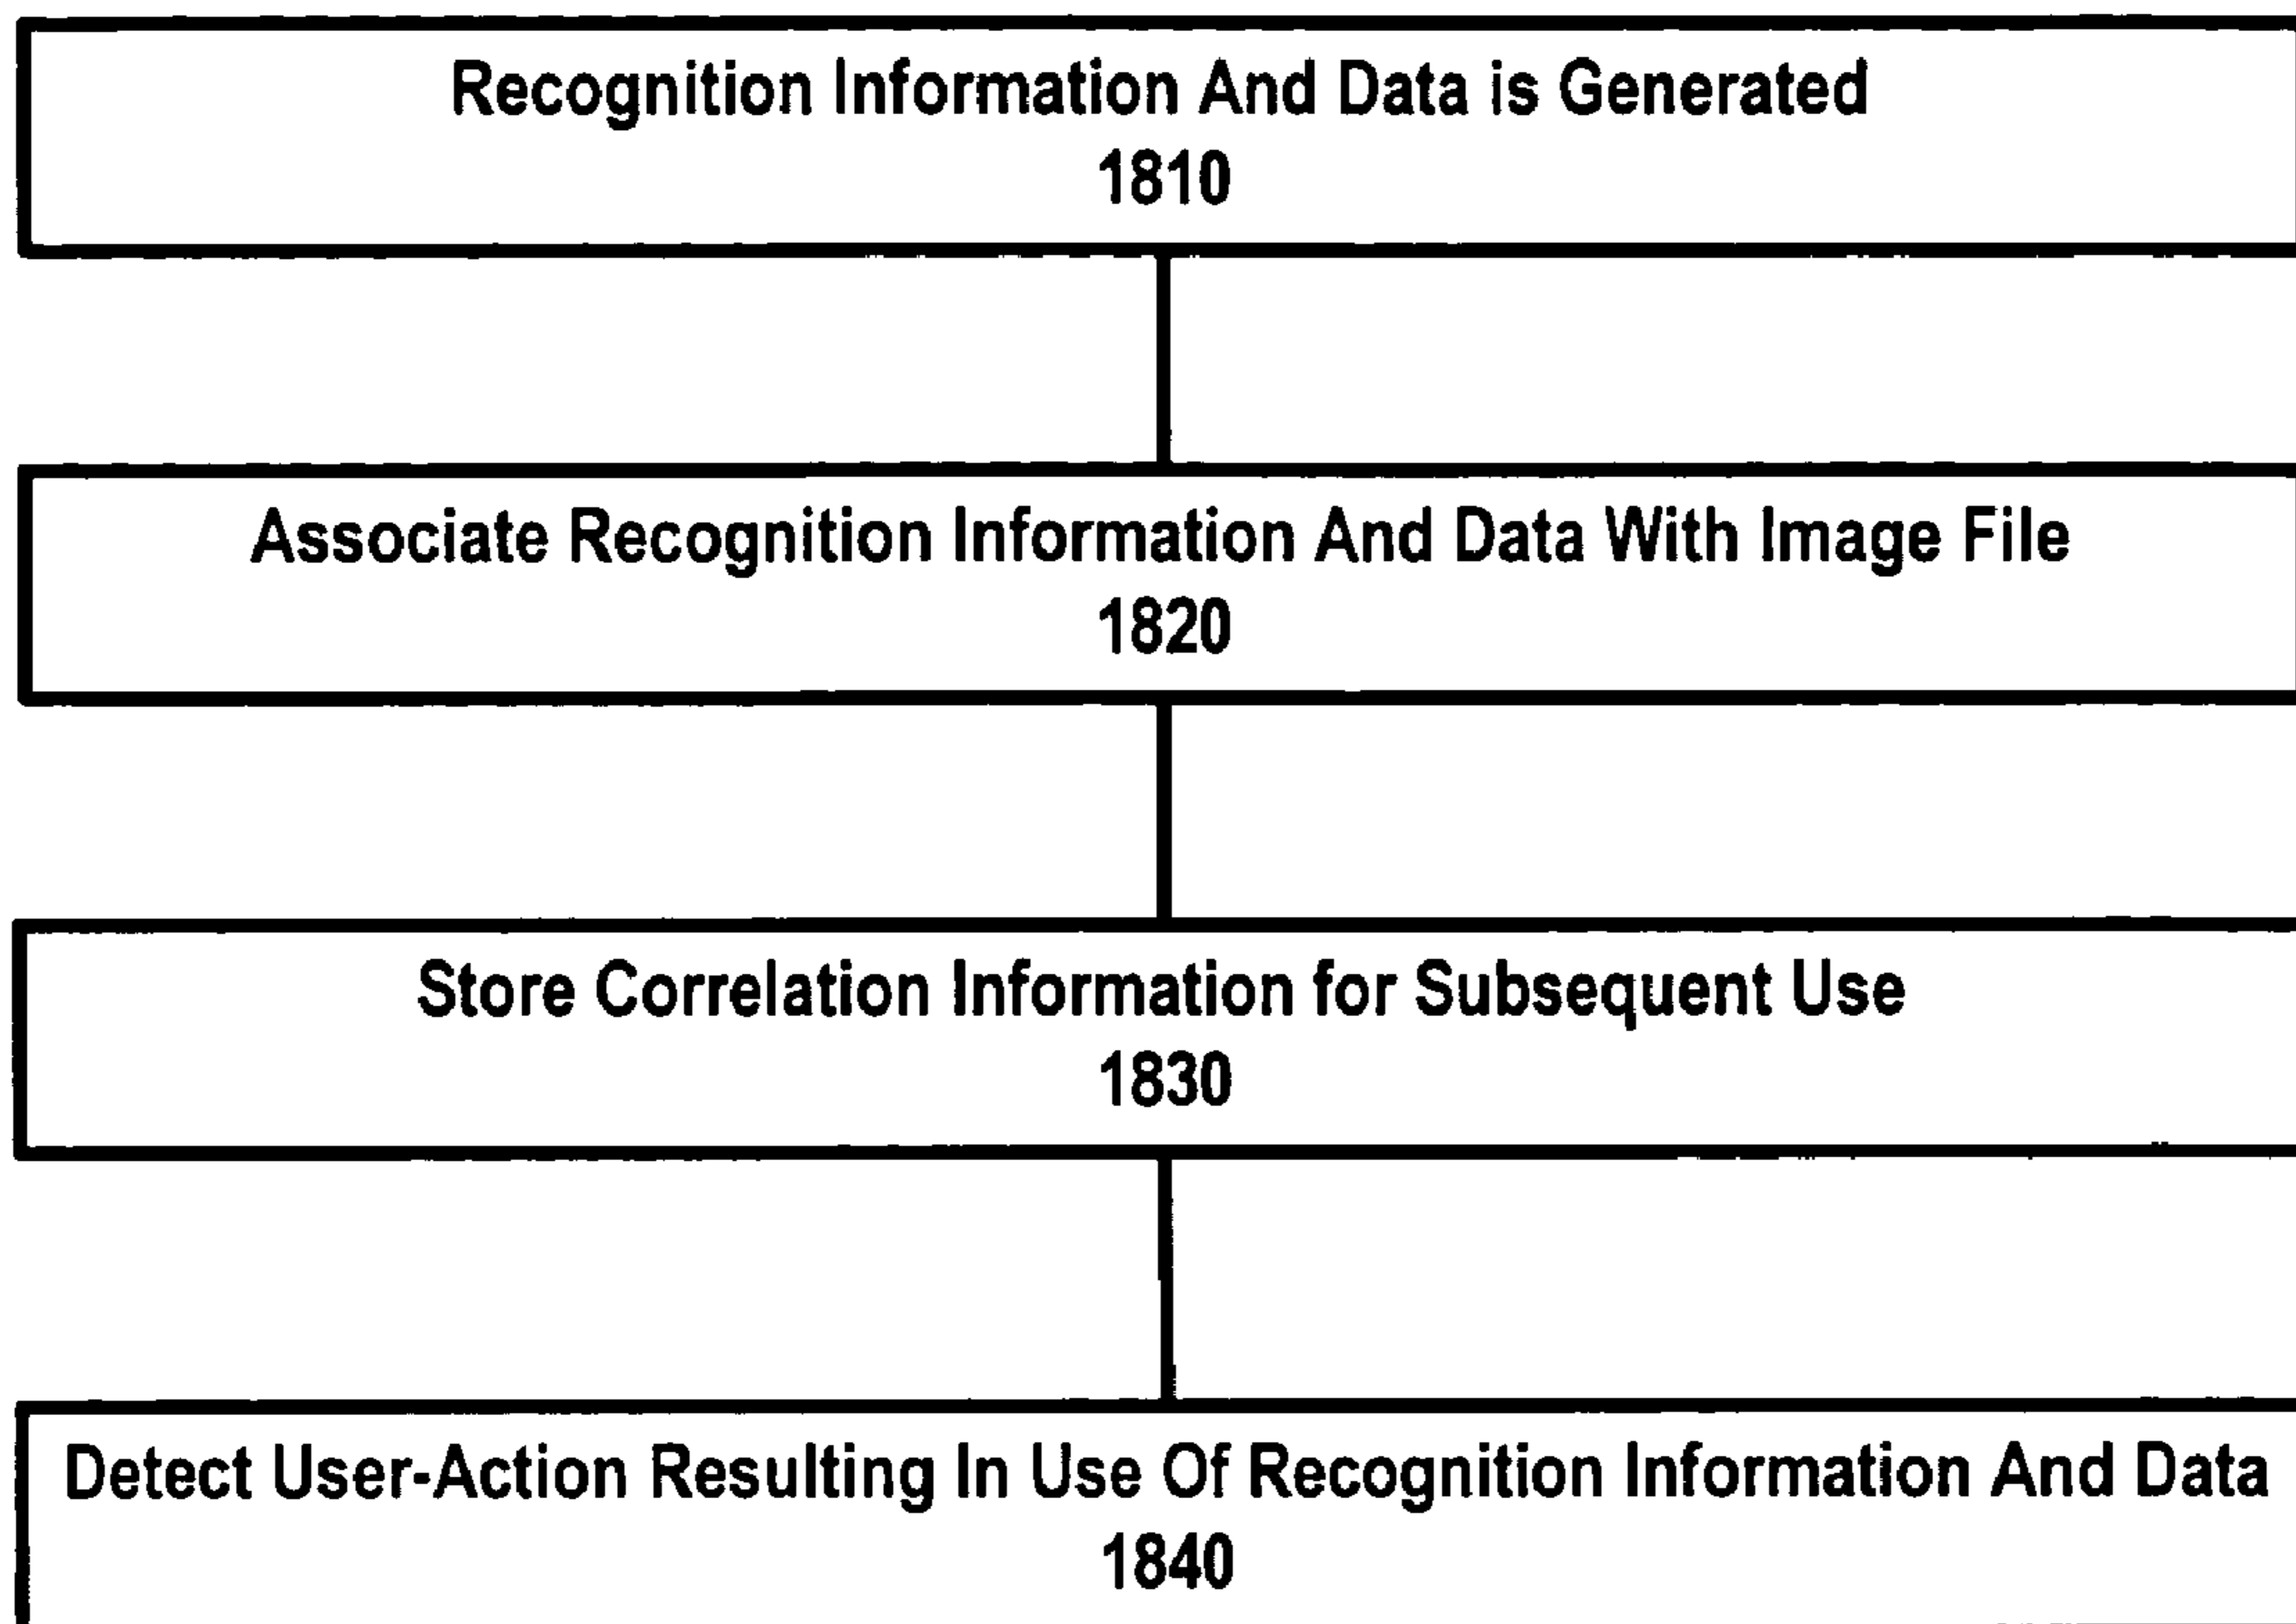 Recognition Information And Data is Generated
1810
Associate Recognition Information And Data With Image File
1820
Store Correlation Information for Subsequent Use
1830
Detect User-Action Resulting In Use Of Recognition Information And Data
1840